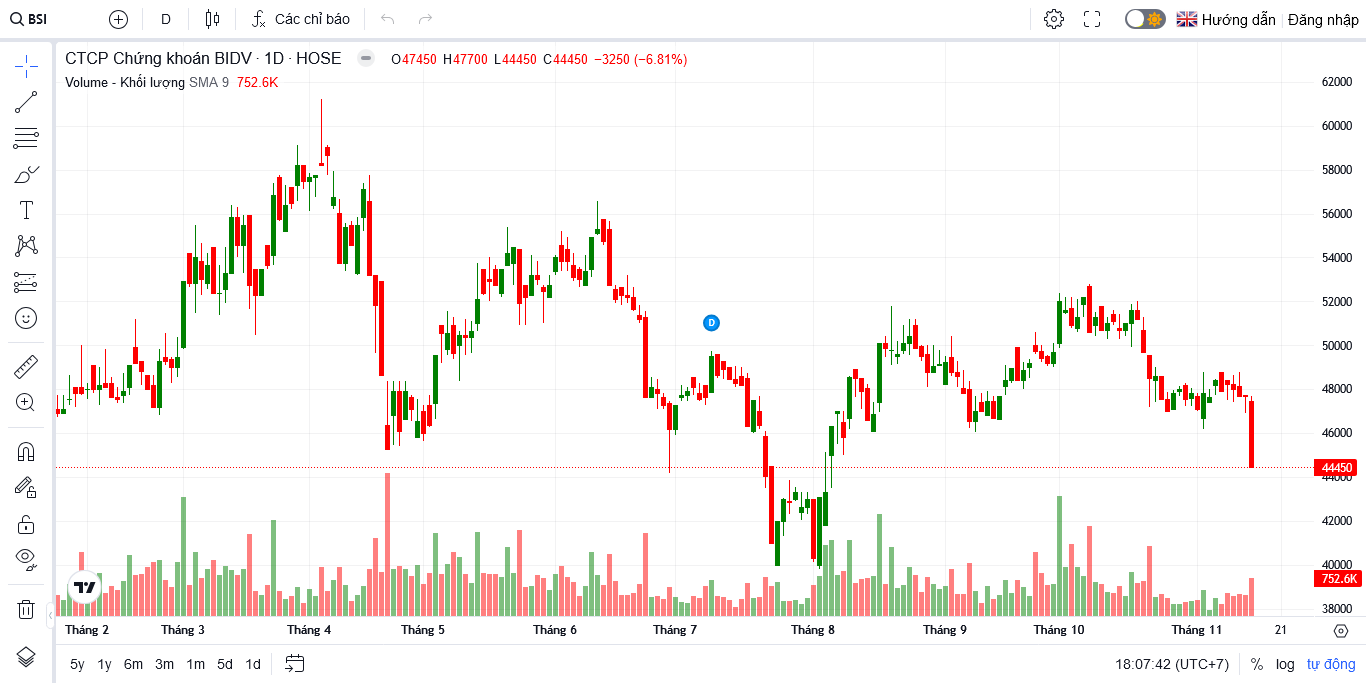 BSI D Các chỉ báo Hướng dẫn Đăng nhập
CTCP Chứng khoán BIDV · 1D · HOSE O47450 H47700 L44450 C44450 −3250 (−6.81%)
Volume - Khối lượng SMA 9 752.6K
62000
60000
58000
56000
54000
52000
D
50000
48000
46000
44450
44000
42000
40000
752.6K
38000
Tháng 2 Tháng 3 Tháng 4 Tháng 5 Tháng 6 Tháng 7 Tháng 8 Tháng 9 Tháng 10 Tháng 11 21
5y 1y 6m 3m 1m 5d 1d 18:07:42 (UTC+7) % log tự động